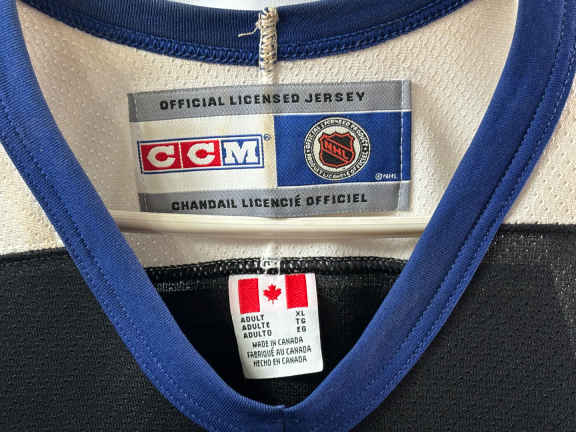 OFFICIAL LICENSED JERSEY
CCM®
NHL
©NHL
CHANDAIL LICENCIÉ OFFICIEL
ADULT XL
ADULTE TG
ADULTO EG
MADE IN CANADA
FABRIQUÉ AU CANADA
HECHO EN CANADA